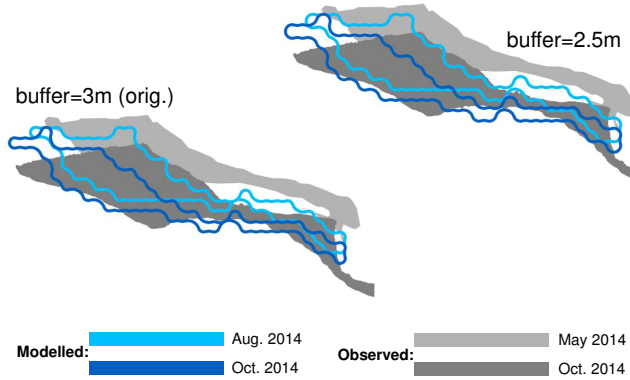 buffer=2.5m
buffer=3m (orig.)
Modelled:
Aug. 2014
Oct. 2014
Observed:
May 2014
Oct. 2014